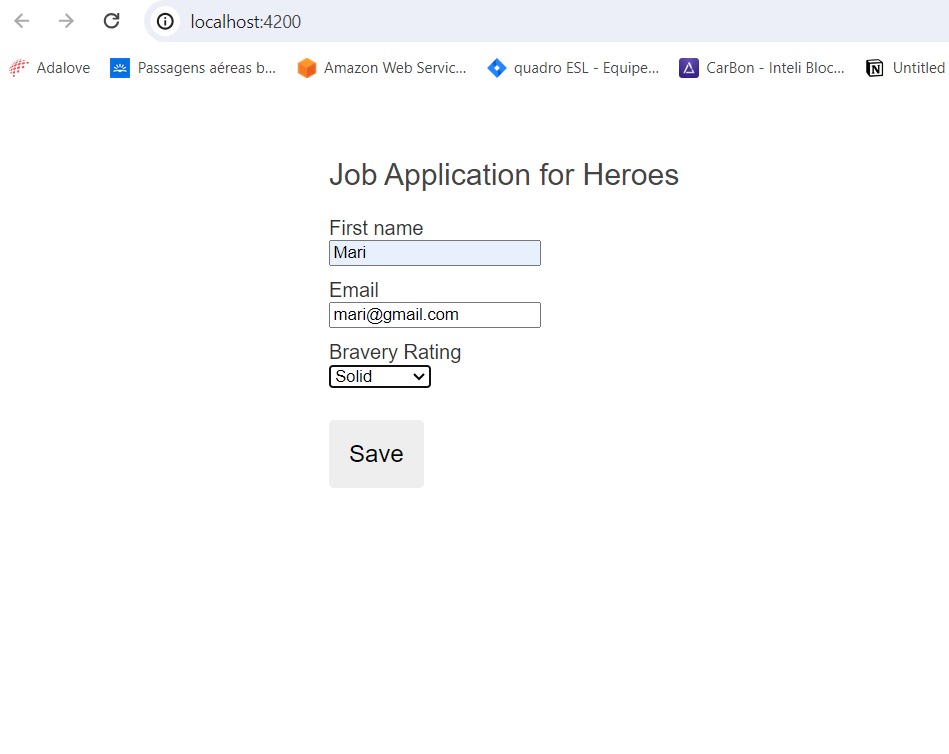 localhost:4200
Adalove Passagens aéreas b... Amazon Web Servic... quadro ESL - Equipe... CarBon - Inteli Bloc... Untitled
Job Application for Heroes
First name
Mari
Email
mari@gmail.com
Bravery Rating
Solid
Save